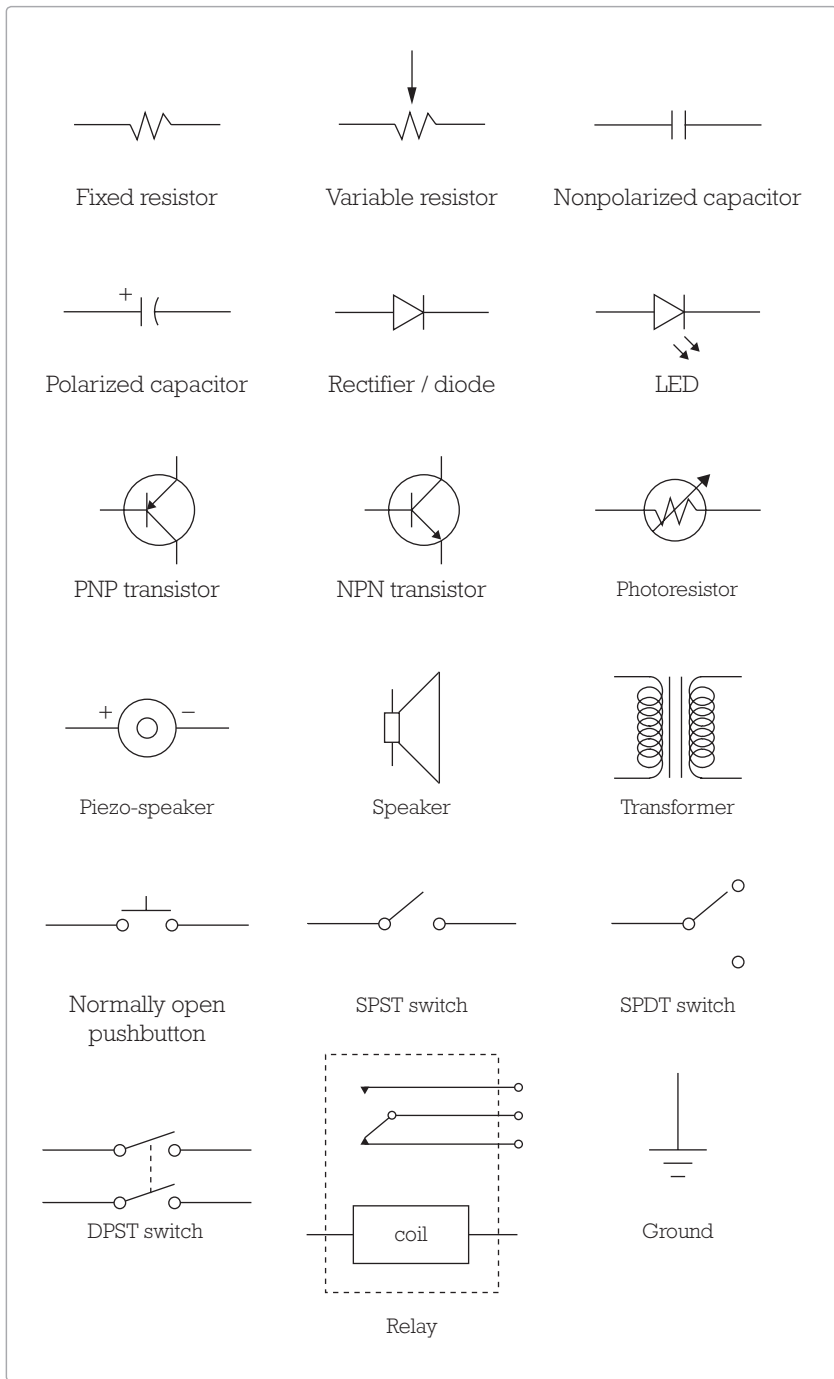 Fixed resistor
Variable resistor
Nonpolarized capacitor
+
Polarized capacitor
Rectifier / diode
LED
PNP transistor
NPN transistor
Photoresistor
+
−
Piezo-speaker
Speaker
Transformer
Normally open
pushbutton
SPST switch
SPDT switch
DPST switch
coil
Relay
Ground